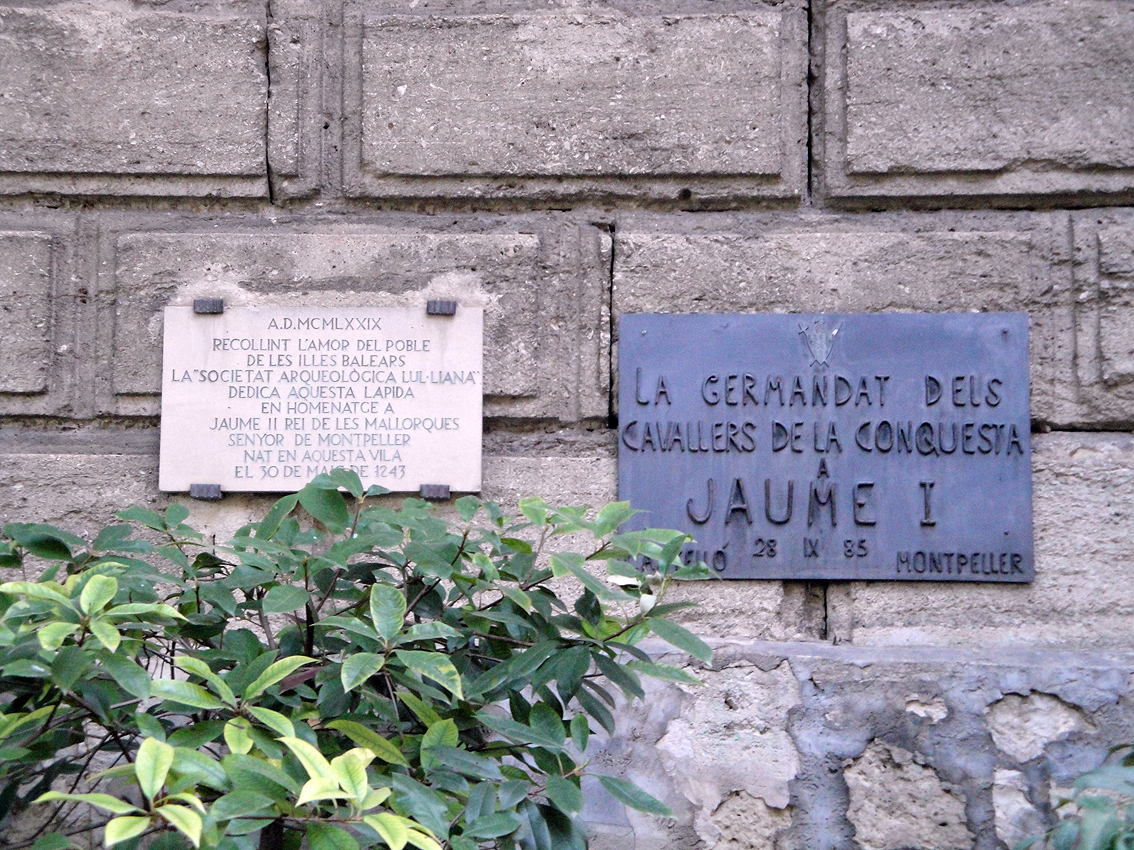 A.D.MCMLXXIX
RECOLLINT L'AMOR DEL POBLE
DE LES ILLES BALEARS
LA "SOCIETAT ARQUEOLÒGICA LUL·LIANA"
DEDICA AQUESTA LAPIDA
EN HOMENATGE A
JAUME II REI DE LES MALLORQUES
SENYOR DE MONTPELLER
NAT EN AQUESTA VILA
EL 30 DE MAIG DE 1243
LA GERMANDAT DELS
CAVALLERS DE LA CONQUESTA
A
JAUME I
28 IX 85 MONTPELLER